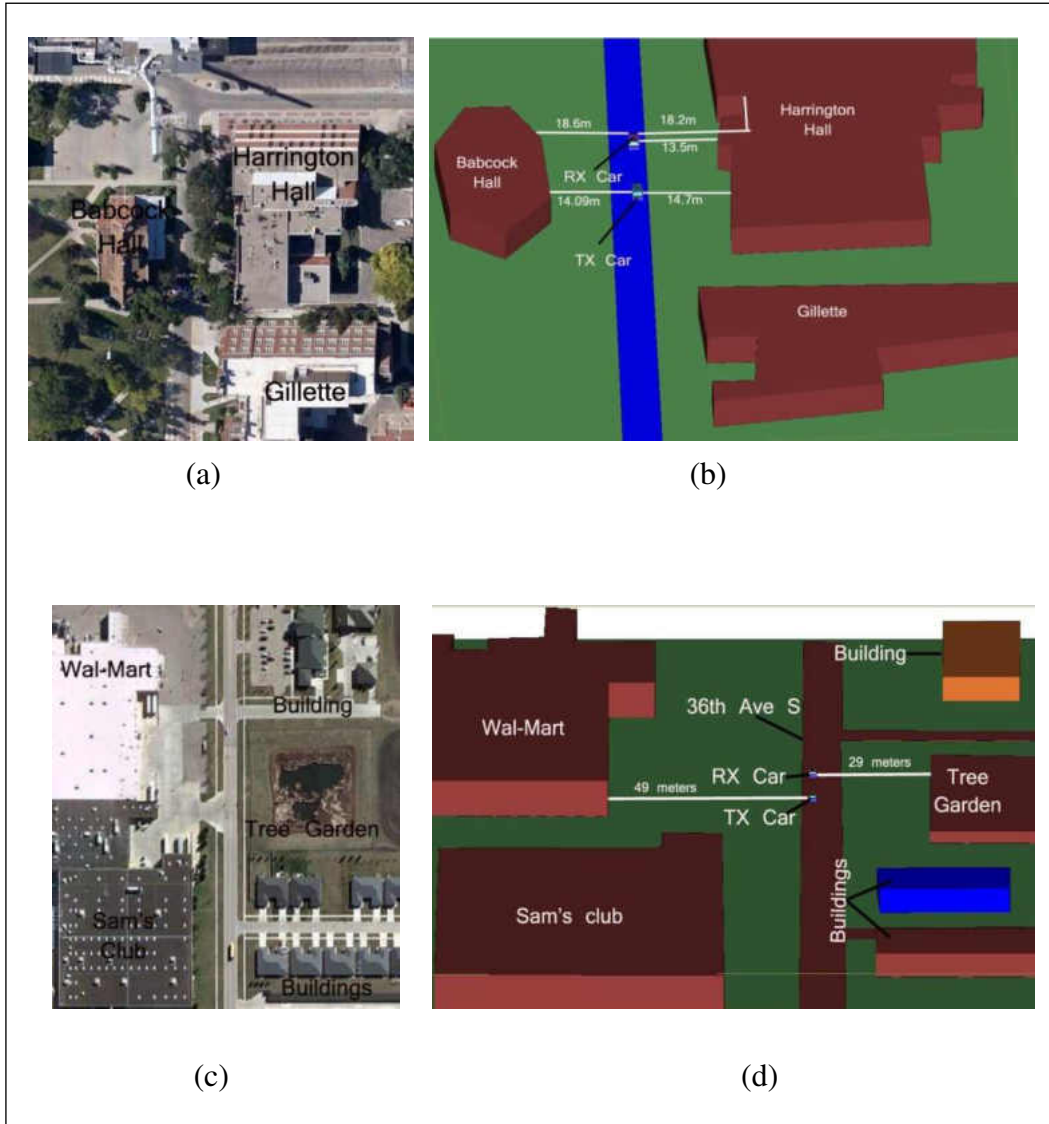 Harrington
Hall
Babcock
Hall
Gillette
(a)
18.6m
18.2m
13.5m
Harrington
Hall
Babcock
Hall
RX Car
14.09m
14.7m
TX Car
Gillette
(b)
Wal-Mart
Building
Tree Garden
Sam's
Club
Buildings
(c)
Building
Wal-Mart
36th Ave S
RX Car
29 meters
49 meters
TX Car
Tree
Garden
Buildings
Sam's club
(d)